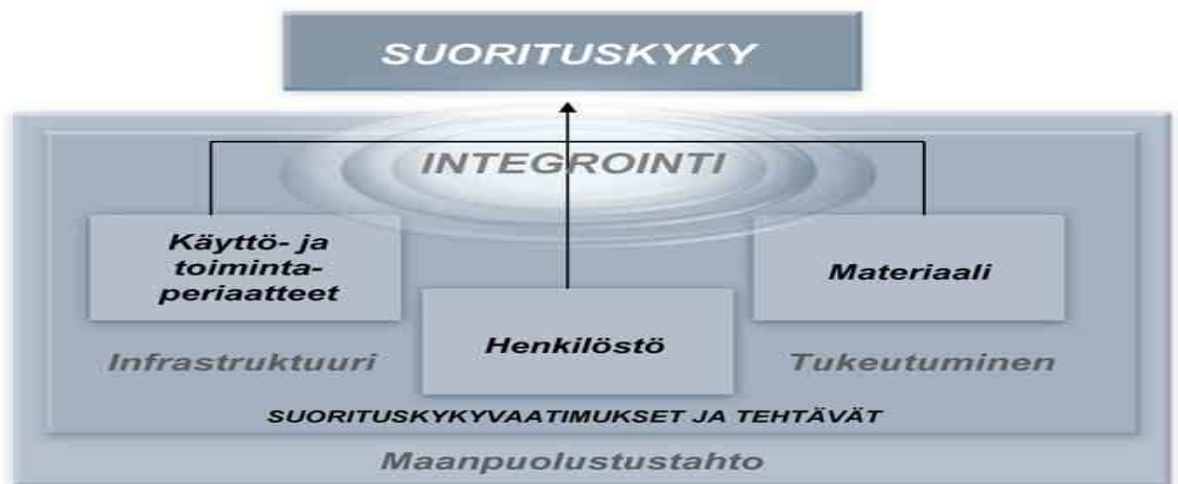 SUORITUSKYKY
INTEGROINTI
Käyttö- ja
toiminta-
periaatteet
Henkilöstö
Materiaali
Infrastruktuuri
Tukeutuminen
SUORITUSKYKYVAATIMUKSET JA TEHTÄVÄT
Maanpuolustustahto